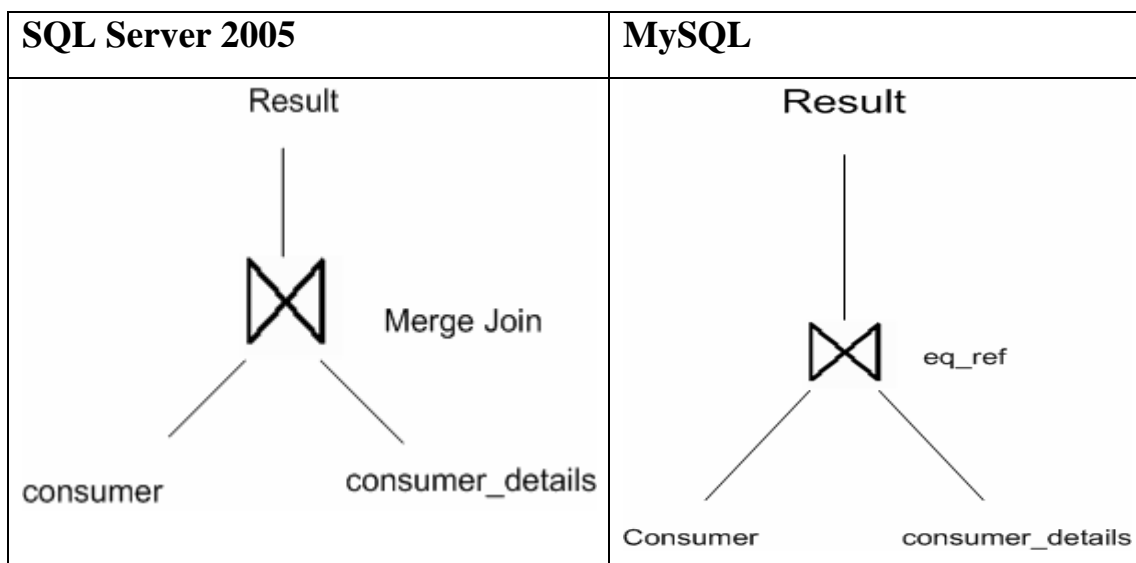 SQL Server 2005
MySQL
Result
Merge Join
consumer
consumer_details
Result
eq_ref
Consumer
consumer_details